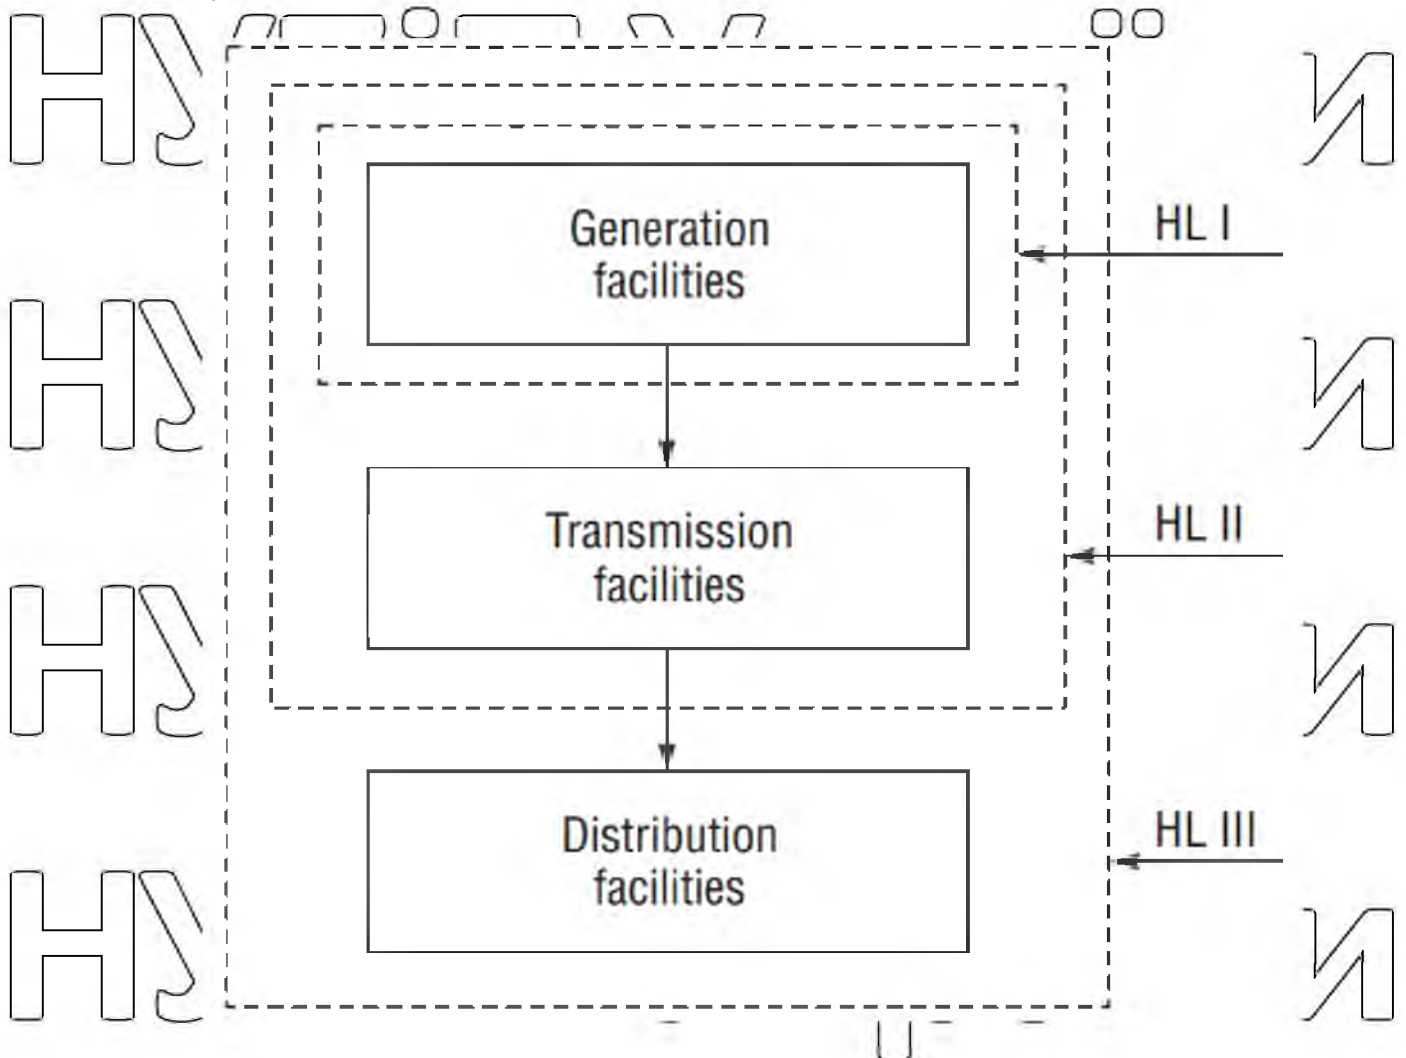 Generation
facilities
HL I
Transmission
facilities
HL II
Distribution
facilities
HL III